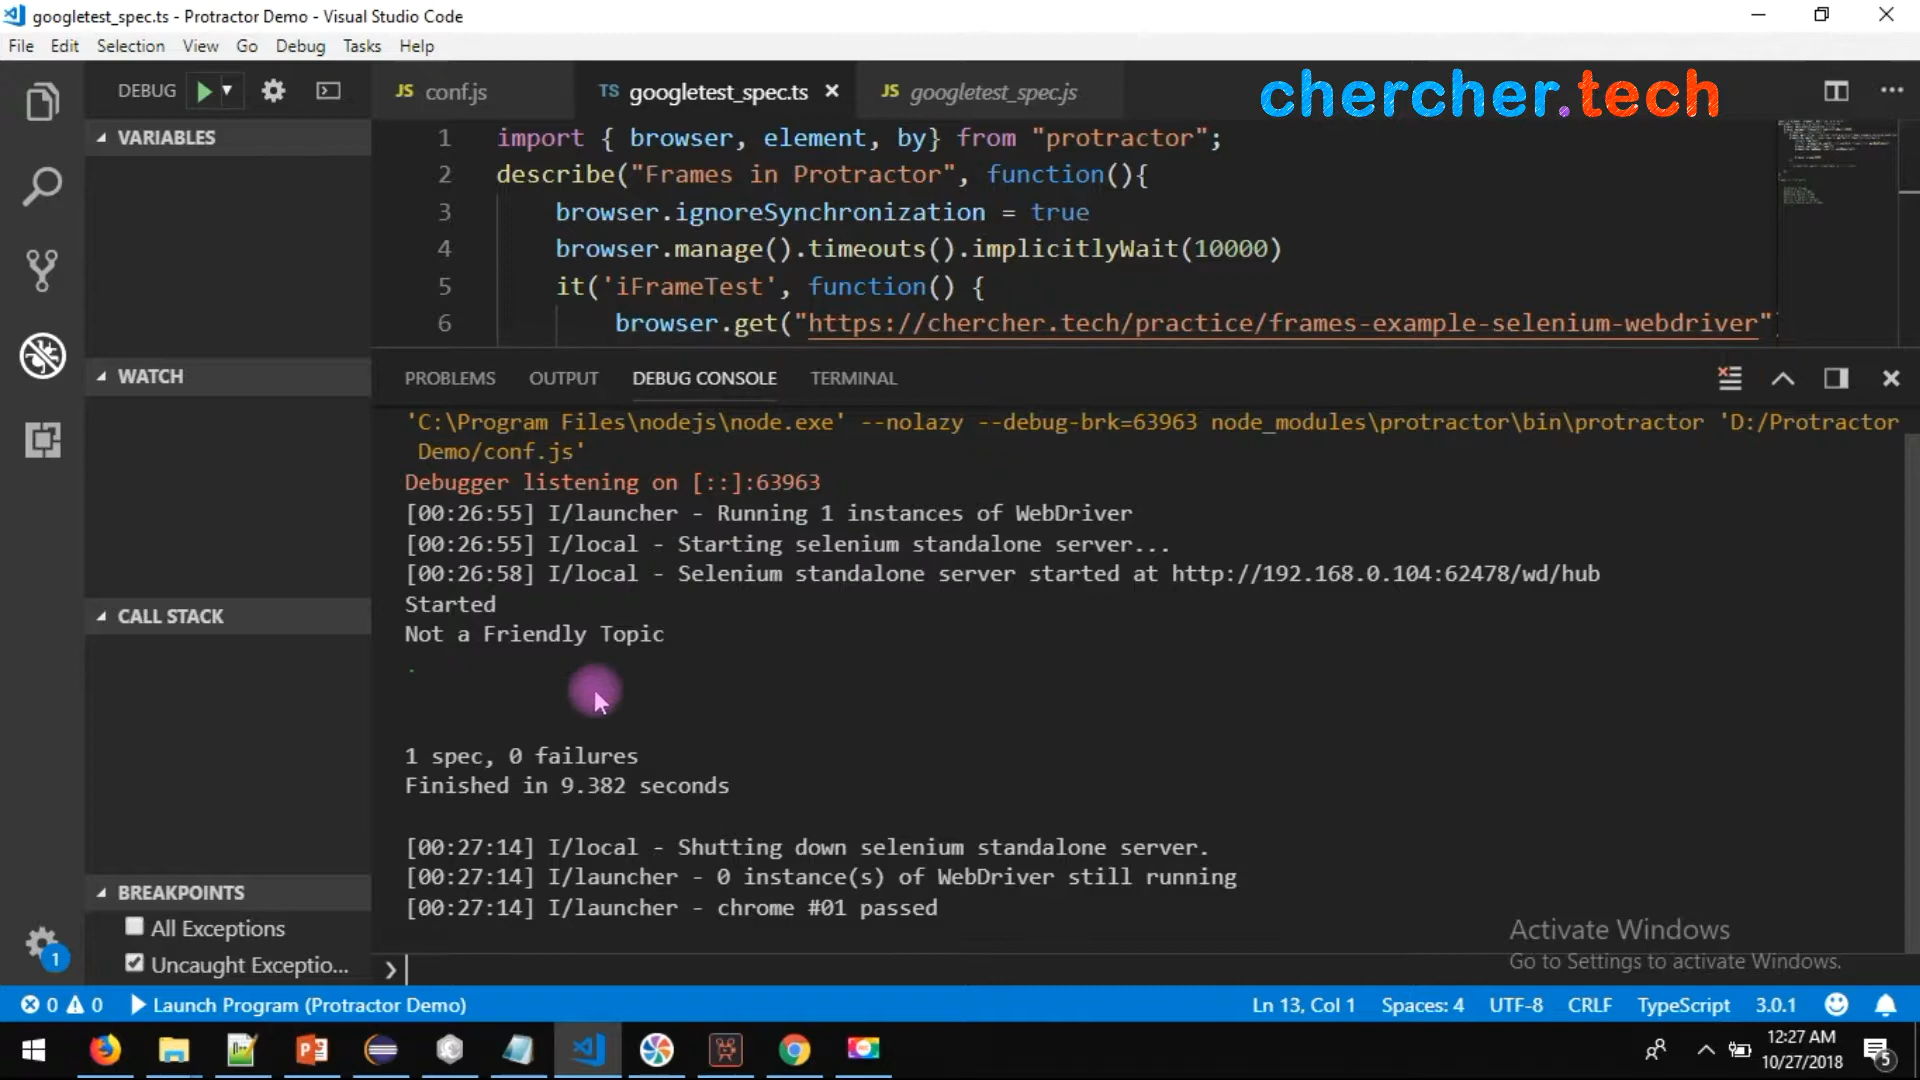 googletest_spec.ts - Protractor Demo - Visual Studio Code
File Edit Selection View Go Debug Tasks Help
DEBUG
JS conf.js
TS googletest_spec.ts
JS googletest_spec.js
chercher.tech
VARIABLES
WATCH
CALL STACK
BREAKPOINTS
All Exceptions
Uncaught Exceptio...
1 import { browser, element, by} from "protractor";
2 describe("Frames in Protractor", function(){
3 browser.ignoreSynchronization = true
4 browser.manage().timeouts().implicitlyWait(10000)
5 it('iFrameTest', function() {
6 browser.get("https://chercher.tech/practice/frames-example-selenium-webdriver"
PROBLEMS OUTPUT DEBUG CONSOLE TERMINAL
'C:\Program Files\nodejs\node.exe' --nolazy --debug-brk=63963 node_modules\protractor\bin\protractor 'D:/Protractor
Demo/conf.js'
Debugger listening on [::]:63963
[00:26:55] I/launcher - Running 1 instances of WebDriver
[00:26:55] I/local - Starting selenium standalone server...
[00:26:58] I/local - Selenium standalone server started at http://192.168.0.104:62478/wd/hub
Started
Not a Friendly Topic
.
1 spec, 0 failures
Finished in 9.382 seconds
[00:27:14] I/local - Shutting down selenium standalone server.
[00:27:14] I/launcher - 0 instance(s) of WebDriver still running
[00:27:14] I/launcher - chrome #01 passed
Activate Windows
Go to Settings to activate Windows.
1
0 0 Launch Program (Protractor Demo)
Ln 13, Col 1 Spaces: 4 UTF-8 CRLF TypeScript 3.0.1
12:27 AM
10/27/2018
5